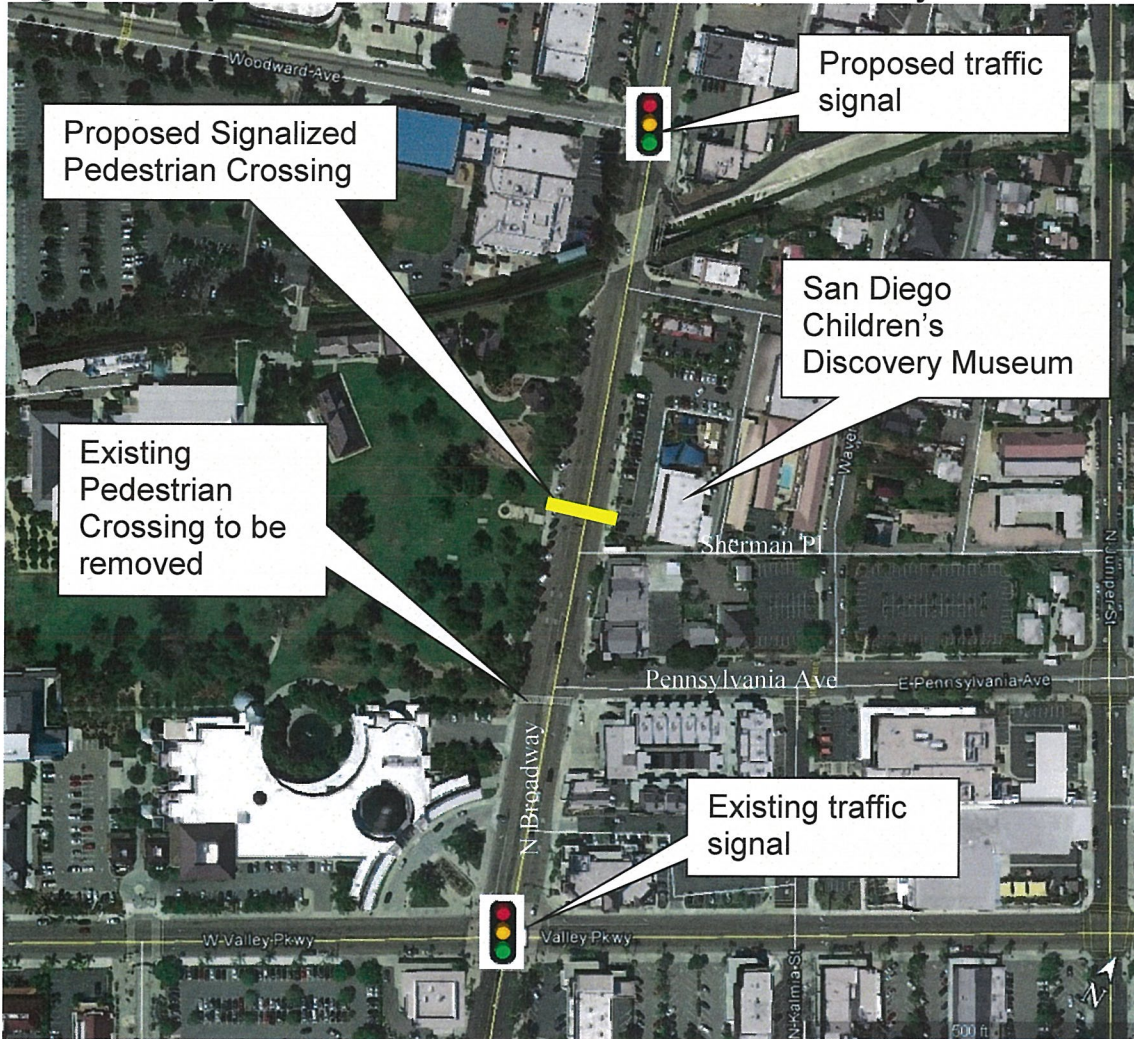 Woodward Ave
Proposed traffic
signal
Proposed Signalized
Pedestrian Crossing
San Diego
Children's
Discovery Museum
Existing
Pedestrian
Crossing to be
removed
Sherman Pl
N Juniper St
Pennsylvania Ave
E Pennsylvania Ave
N Broadway
Existing traffic
signal
W Valley Pkwy
Valley Pkwy
N Kalmia St
N
500 ft